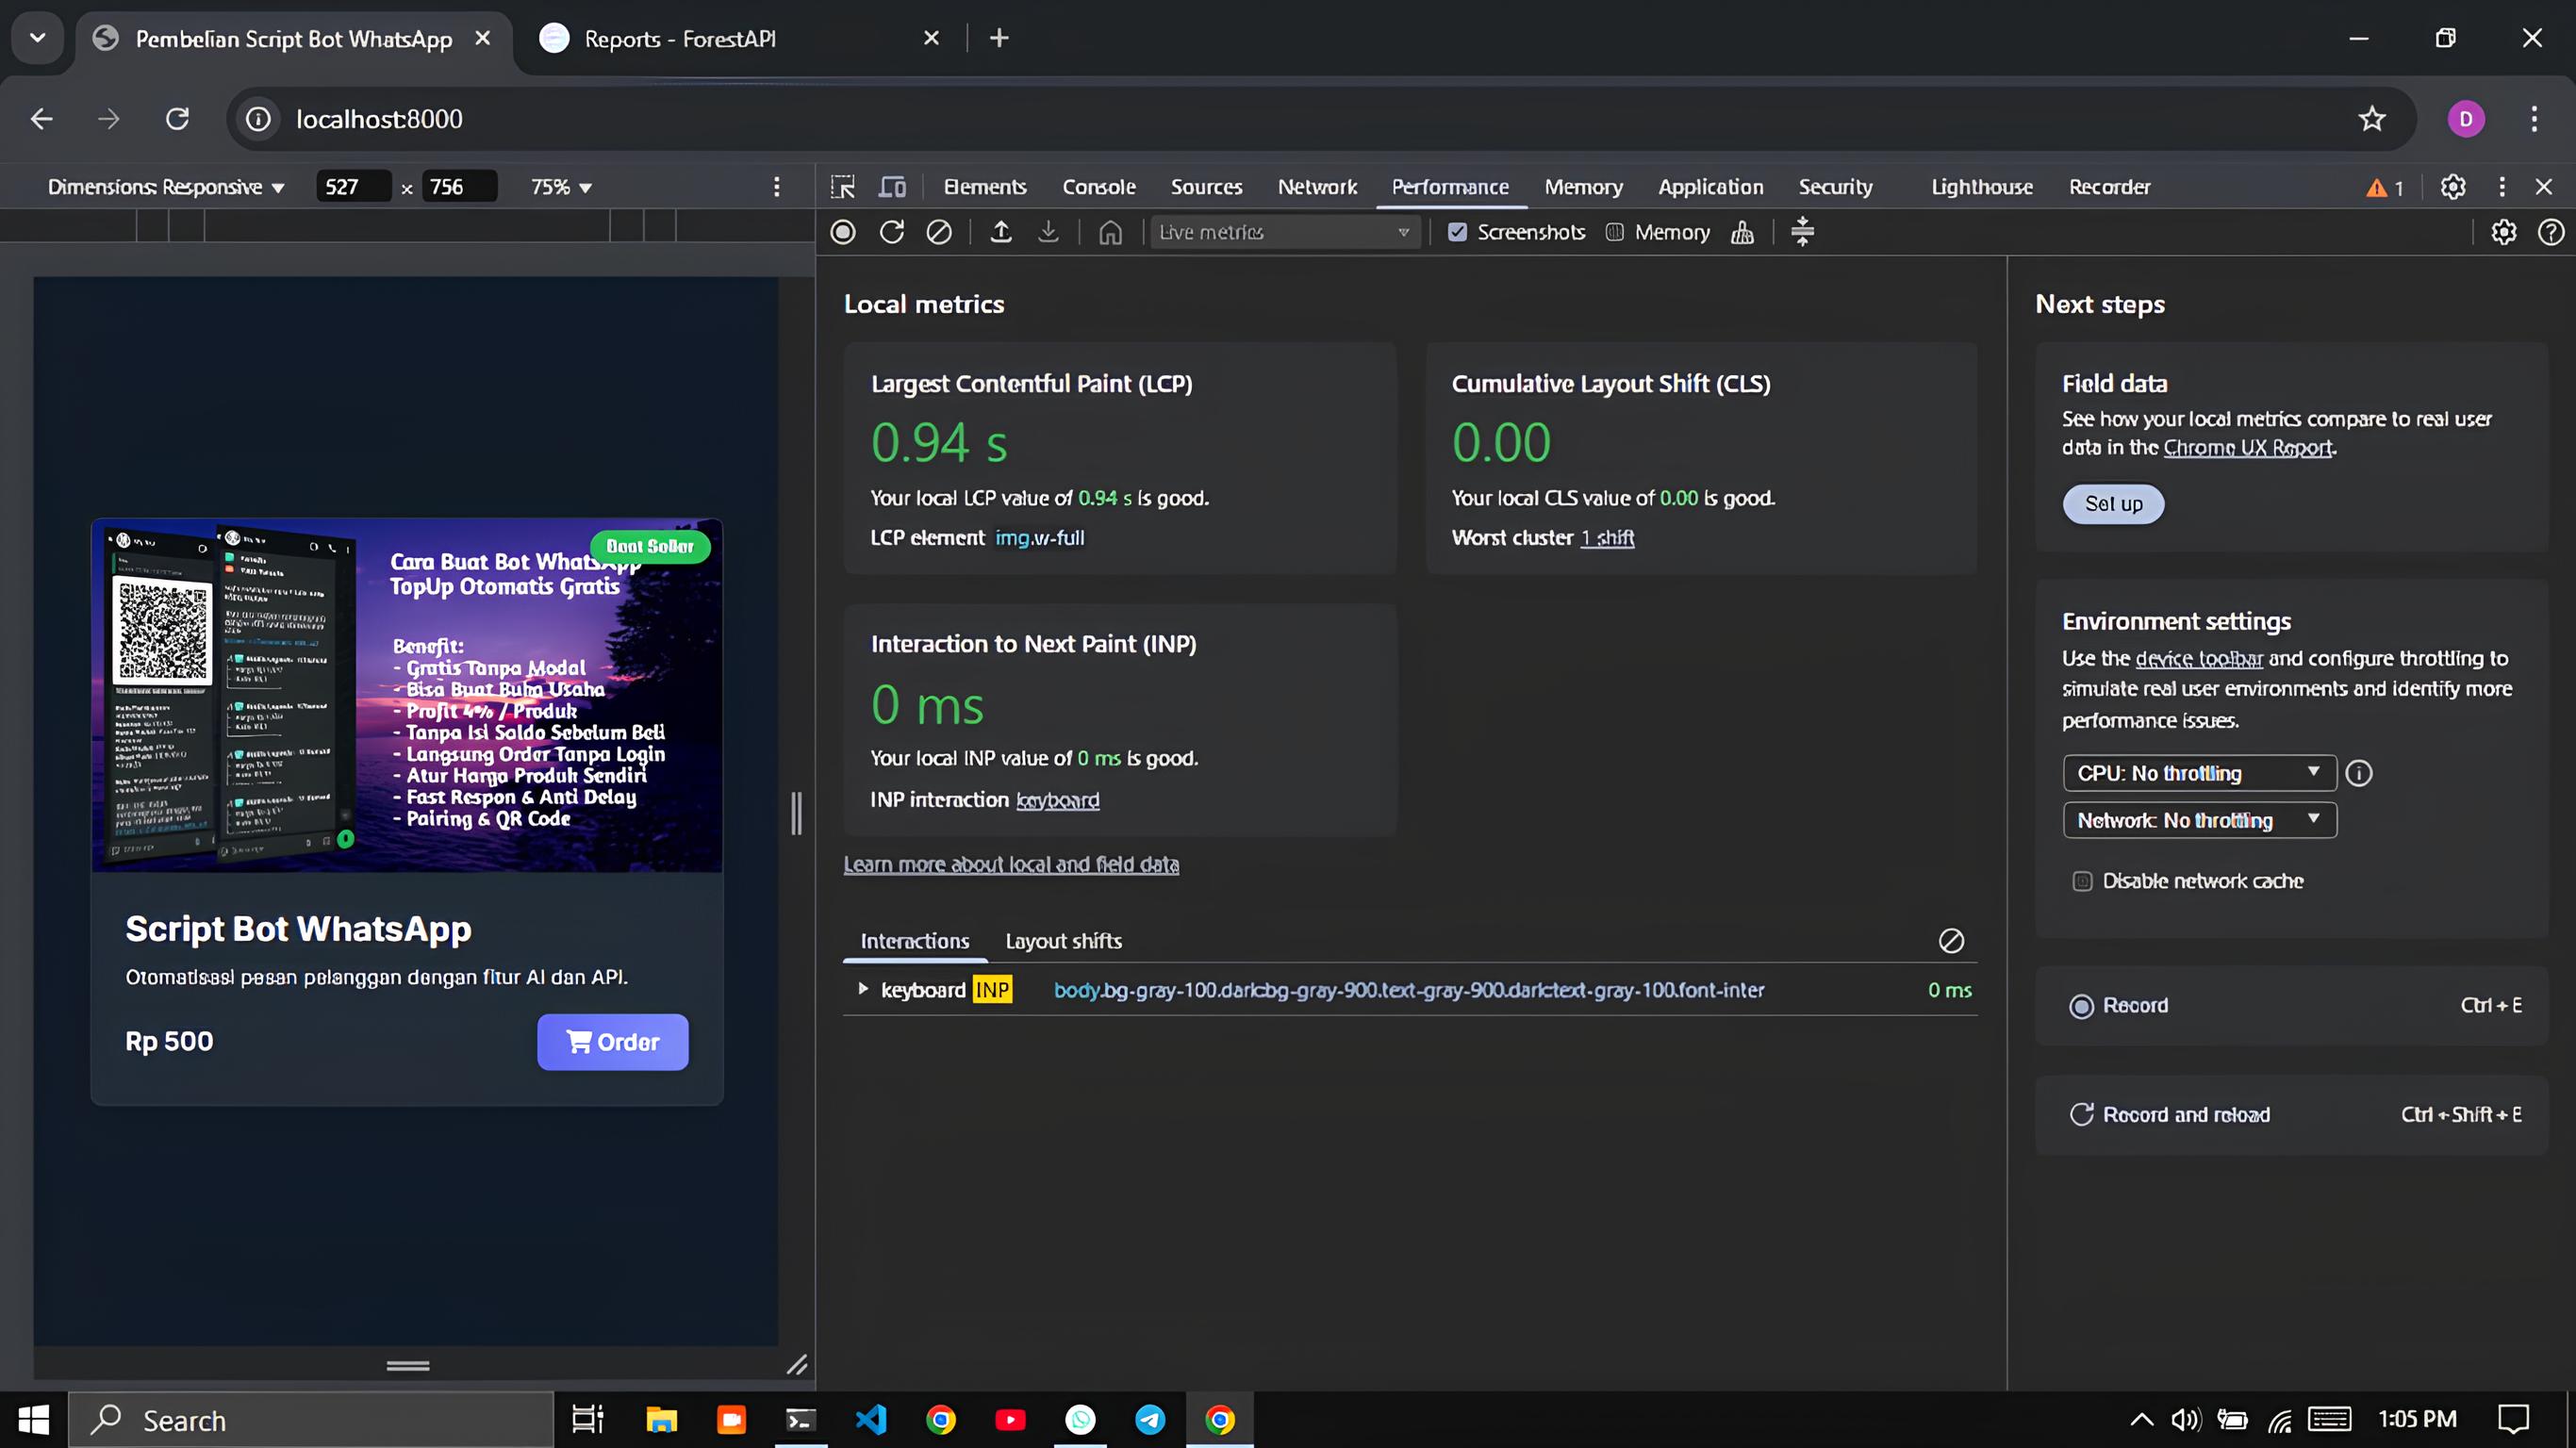 Pembelian Script Bot WhatsApp
Reports - ForestAPI
localhost:8000
D
Dimensions: Responsive
527 × 756
75%
Elements
Console
Sources
Network
Performance
Memory
Application
Security
Lighthouse
Recorder
1
Live metrics
Screenshots
Memory
Best Seller
Cara Buat Bot WhatsApp
TopUp Otomatis Gratis
Benefit:
- Gratis Tanpa Modal
- Bisa Buat Buka Usaha
- Profit 4% / Produk
- Tanpa Isi Saldo Sebelum Beli
- Langsung Order Tanpa Login
- Atur Harga Produk Sendiri
- Fast Respon & Anti Delay
- Pairing & QR Code
Script Bot WhatsApp
Otomatisasi pesan pelanggan dengan fitur AI dan API.
Rp 500
Order
Local metrics
Largest Contentful Paint (LCP)
0.94 s
Your local LCP value of 0.94 s is good.
LCP element img.w-full
Cumulative Layout Shift (CLS)
0.00
Your local CLS value of 0.00 is good.
Worst cluster 1 shift
Interaction to Next Paint (INP)
0 ms
Your local INP value of 0 ms is good.
INP interaction keyboard
Learn more about local and field data
Interactions
Layout shifts
keyboard INP
body.bg-gray-100.dark:bg-gray-900.text-gray-900.dark:text-gray-100.font-inter
0 ms
Next steps
Field data
See how your local metrics compare to real user
data in the Chrome UX Report.
Set up
Environment settings
Use the device toolbar and configure throttling to
simulate real user environments and identify more
performance issues.
CPU: No throttling
Network: No throttling
Disable network cache
Record
Ctrl + E
Record and reload
Ctrl + Shift + E
Search
1:05 PM